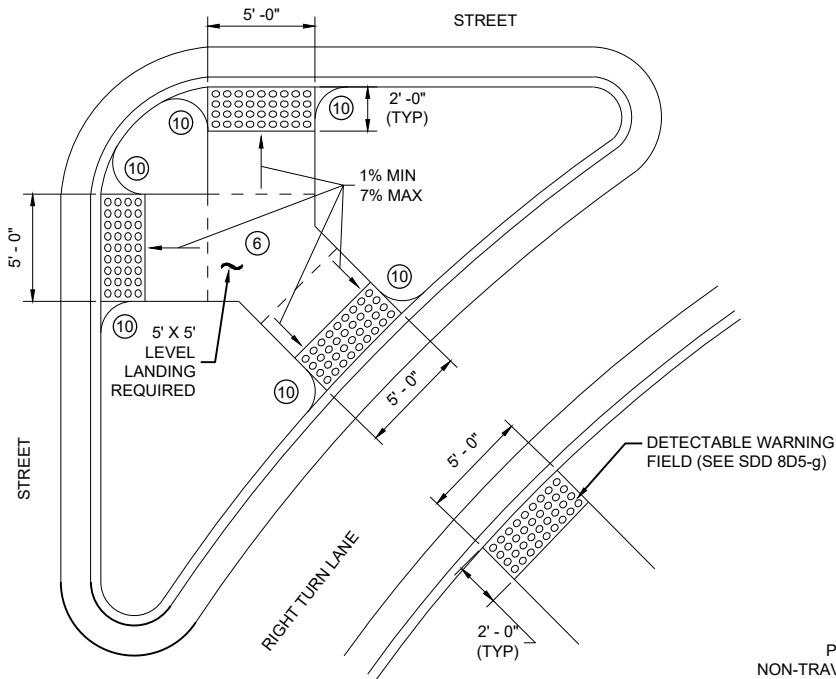 5' -0"
STREET
2' -0"
(TYP)
10
10
10
1% MIN
7% MAX
5' - 0"
6
10
10
5' X 5'
LEVEL
LANDING
REQUIRED
10
5' - 0"
5' - 0"
DETECTABLE WARNING
FIELD (SEE SDD 8D5-g)
STREET
RIGHT TURN LANE
2' - 0"
(TYP)
P
NON-TRAV